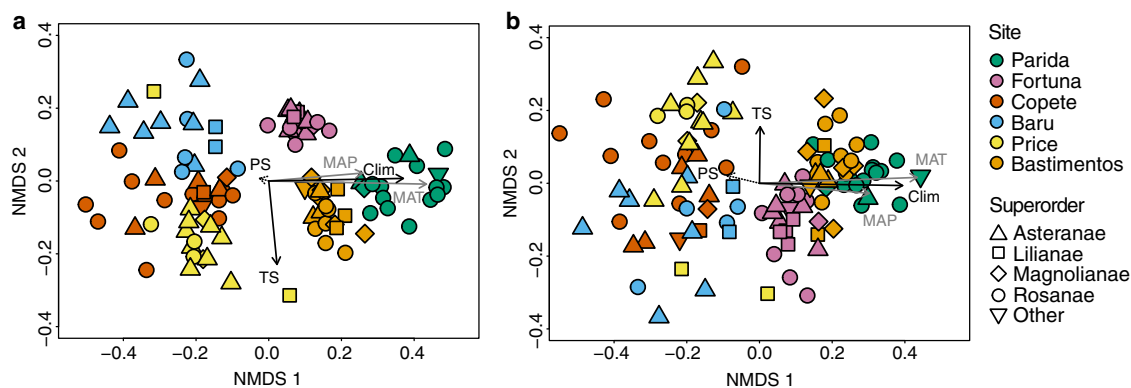 a
b
0.4
0.2
0.0
−0.2
−0.4
NMDS 2
−0.4
−0.2
0.0
0.2
0.4
NMDS 1
PS
MAP
Clim
MAT
TS
0.4
0.2
0.0
−0.2
−0.4
NMDS 2
−0.4
−0.2
0.0
0.2
0.4
NMDS 1
TS
PS
MAT
Clim
MAP
Site
Parida
Fortuna
Copete
Baru
Price
Bastimentos
Superorder
Asteranae
Lilianae
Magnolianae
Rosanae
Other